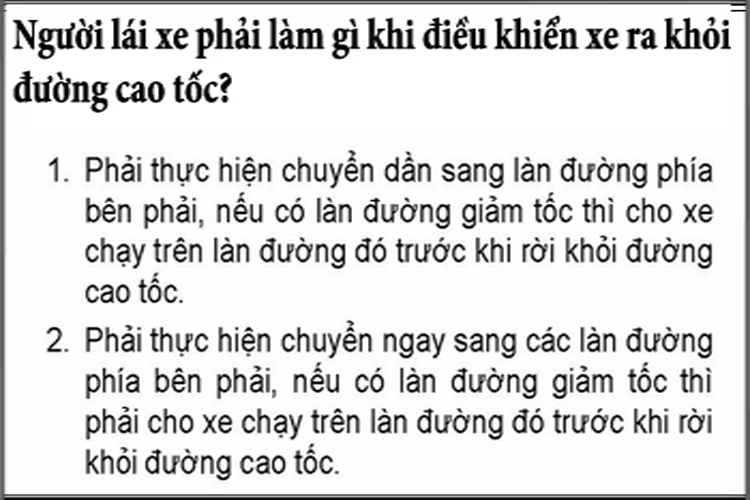 Người lái xe phải làm gì khi điều khiển xe ra khỏi
đường cao tốc?
1. Phải thực hiện chuyển dần sang làn đường phía
bên phải, nếu có làn đường giảm tốc thì cho xe
chạy trên làn đường đó trước khi rời khỏi đường
cao tốc.
2. Phải thực hiện chuyển ngay sang các làn đường
phía bên phải, nếu có làn đường giảm tốc thì
phải cho xe chạy trên làn đường đó trước khi rời
khỏi đường cao tốc.